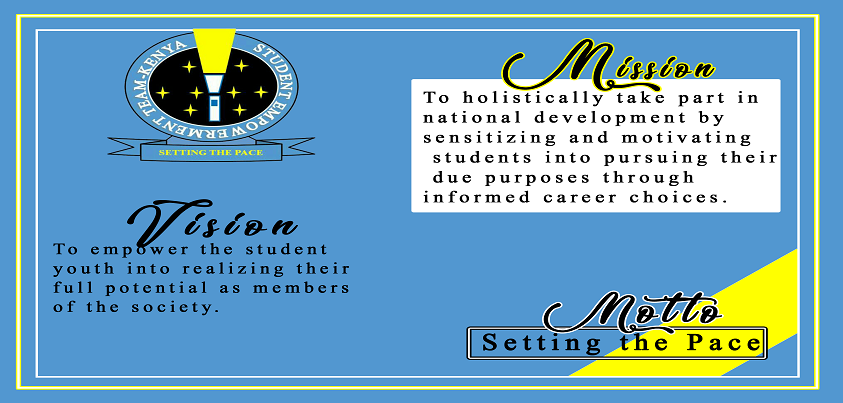 STUDENT EMPOWERMENT TEAM-KENYA
SETTING THE PACE
Vision
To empower the student
youth into realizing their
full potential as members
of the society.
Mission
To holistically take part in
national development by
sensitizing and motivating
students into pursuing their
due purposes through
informed career choices.
Motto
Setting the Pace